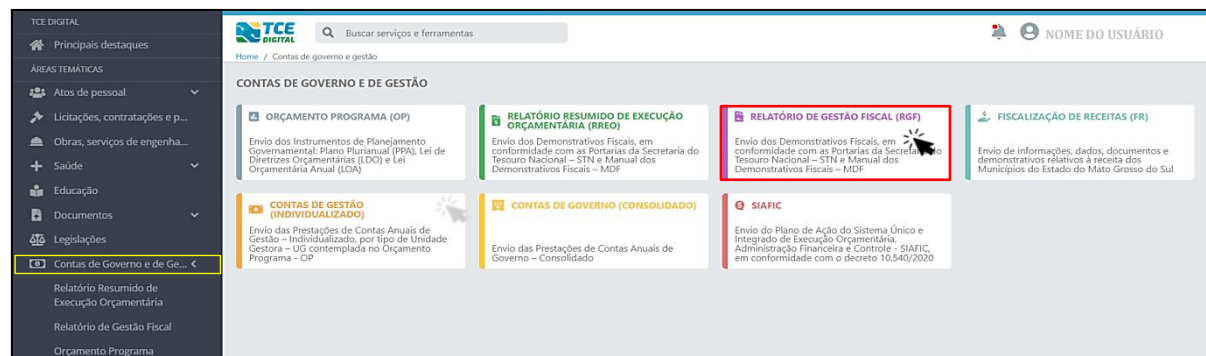 TCE DIGITAL
Principais destaques
ÁREAS TEMÁTICAS
Atos de pessoal
Licitações, contratações e p...
Obras, serviços de engenha...
Saúde
Educação
Documentos
Legislações
Contas de Governo e de Ge...
Relatório Resumido de
Execução Orçamentária
Relatório de Gestão Fiscal
Orçamento Programa
TCE
DIGITAL
Buscar serviços e ferramentas
NOME DO USUÁRIO
Home / Contas de governo e gestão
CONTAS DE GOVERNO E DE GESTÃO
ORÇAMENTO PROGRAMA (OP)
Envio dos Instrumentos de Planejamento
Governamental: Plano Plurianual (PPA), Lei de
Diretrizes Orçamentárias (LDO) e Lei
Orçamentária Anual (LOA)
RELATÓRIO RESUMIDO DE EXECUÇÃO
ORÇAMENTÁRIA (RREO)
Envio dos Demonstrativos Fiscais, em
conformidade com as Portarias da Secretaria do
Tesouro Nacional – STN e Manual dos
Demonstrativos Fiscais – MDF
RELATÓRIO DE GESTÃO FISCAL (RGF)
Envio dos Demonstrativos Fiscais, em
conformidade com as Portarias da Secretaria do
Tesouro Nacional – STN e Manual dos
Demonstrativos Fiscais – MDF
FISCALIZAÇÃO DE RECEITAS (FR)
Envio de informações, dados, documentos e
demonstrativos relativos à receita dos
Municípios do Estado do Mato Grosso do Sul
CONTAS DE GESTÃO
(INDIVIDUALIZADO)
Envio das Prestações de Contas Anuais de
Gestão – Individualizado, por tipo de Unidade
Gestora – UG contemplada no Orçamento
Programa - OP
CONTAS DE GOVERNO (CONSOLIDADO)
Envio das Prestações de Contas Anuais de
Governo – Consolidado
SIAFIC
Envio do Plano de Ação do Sistema Único e
Integrado de Execução Orçamentária,
Administração Financeira e Controle - SIAFIC,
em conformidade com o decreto 10.540/2020